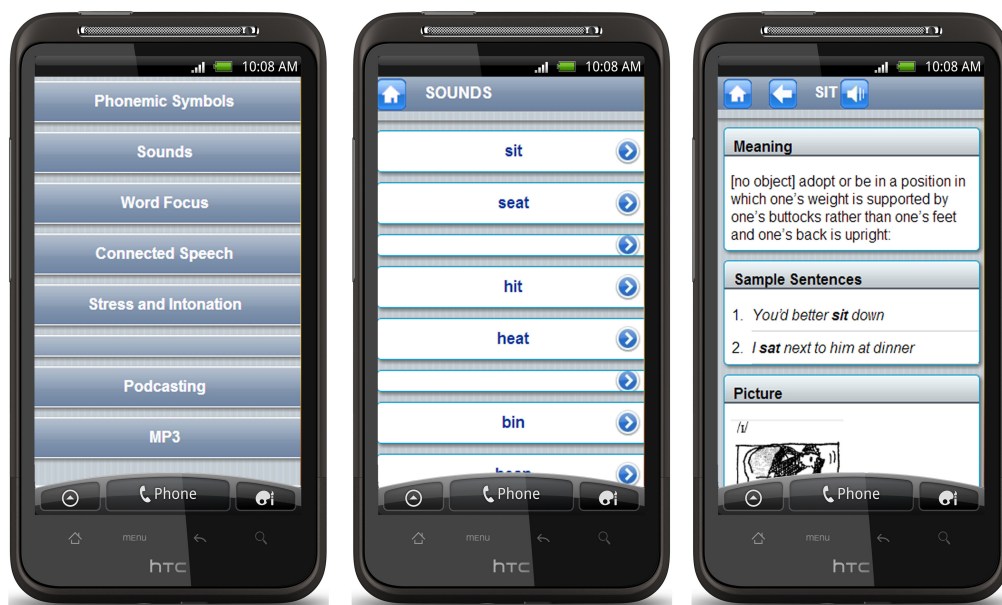 10:08 AM
Phonemic Symbols
Sounds
Word Focus
Connected Speech
Stress and Intonation
Podcasting
MP3
Phone
MENU
hTC
10:08 AM
SOUNDS
sit
seat
hit
heat
bin
Phone
MENU
hTC
10:08 AM
SIT
Meaning
[no object] adopt or be in a position in
which one’s weight is supported by
one’s buttocks rather than one’s feet
and one’s back is upright:
Sample Sentences
1. You’d better sit down
2. I sat next to him at dinner
Picture
/ɪ/
Phone
MENU
hTC